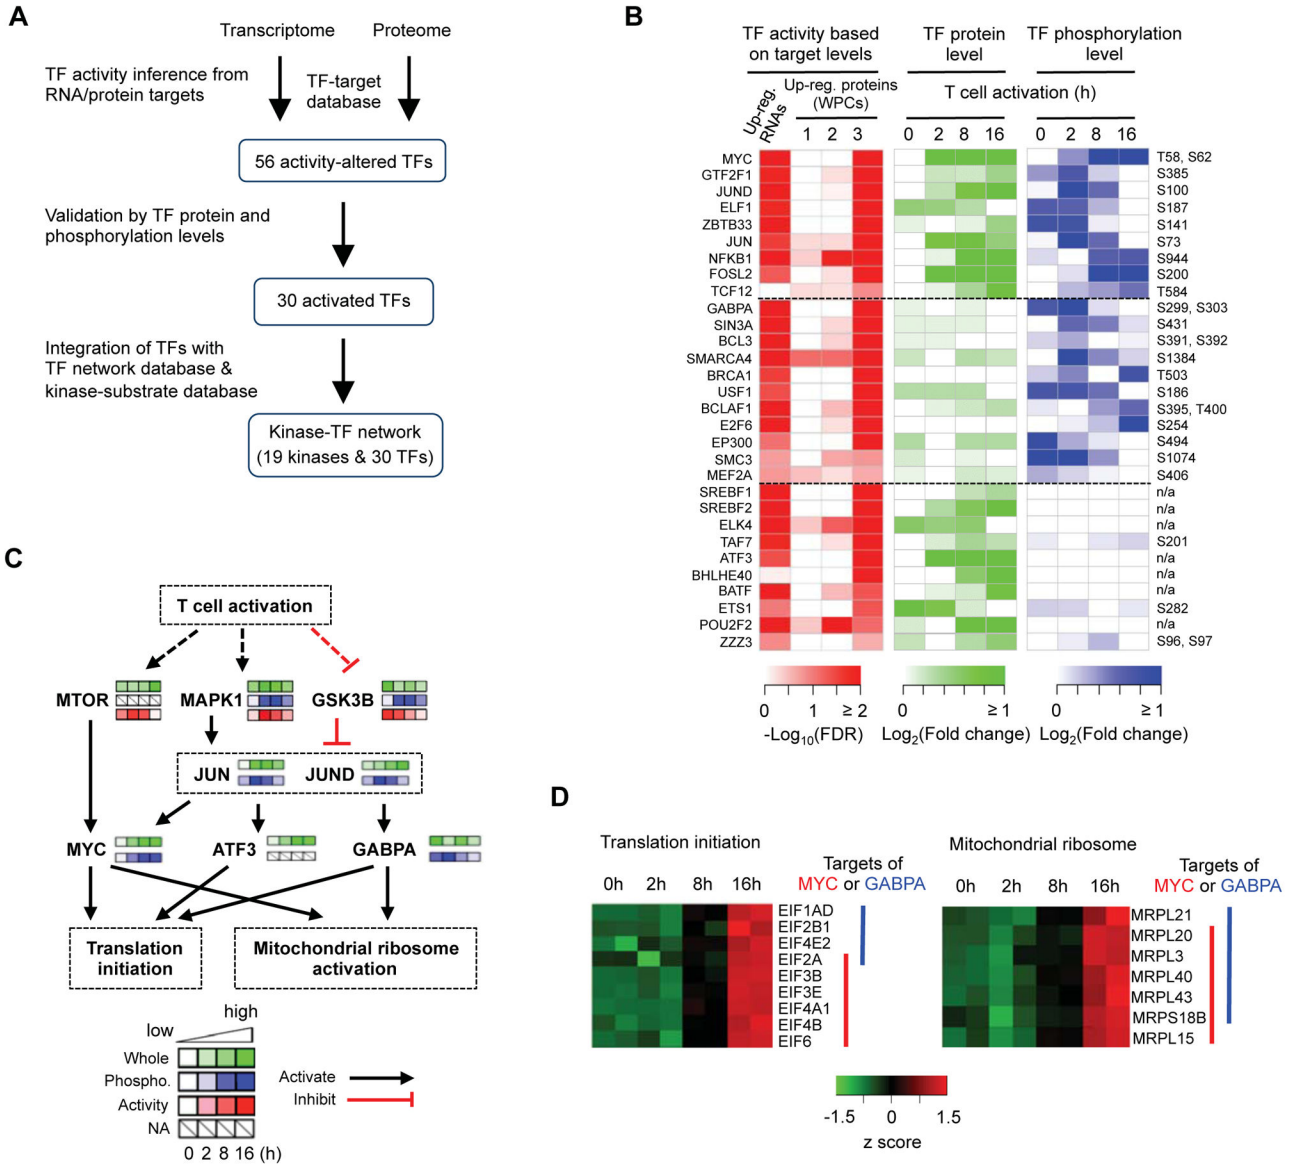 A
Transcriptome
Proteome
TF activity inference from
RNA/protein targets
TF-target
database
56 activity-altered TFs
Validation by TF protein and
phosphorylation levels
30 activated TFs
Integration of TFs with
TF network database &
kinase-substrate database
Kinase-TF network
(19 kinases & 30 TFs)
B
TF activity based
on target levels
TF protein
level
TF phosphorylation
level
Up-reg.
RNAs
Up-reg. proteins
(WPCs)
T cell activation (h)
1 2 3
0 2 8 16
0 2 8 16
MYC T58, S62
GTF2F1 S385
JUND S100
ELF1 S187
ZBTB33 S141
JUN S73
NFKB1 S944
FOSL2 S200
TCF12 T584
GABPA S299, S303
SIN3A S431
BCL3 S391, S392
SMARCA4 S1384
BRCA1 T503
USF1 S186
BCLAF1 S395, T400
E2F6 S254
EP300 S494
SMC3 S1074
MEF2A S406
SREBF1 n/a
SREBF2 n/a
ELK4 n/a
TAF7 S201
ATF3 n/a
BHLHE40 n/a
BATF n/a
ETS1 S282
POU2F2 n/a
ZZZ3 S96, S97
0 1 ≥ 2
-Log10(FDR)
0 ≥ 1
Log2(Fold change)
0 ≥ 1
Log2(Fold change)
C
T cell activation
MTOR
MAPK1
GSK3B
JUN
JUND
MYC
ATF3
GABPA
Translation
initiation
Mitochondrial ribosome
activation
low
high
Whole
Phospho.
Activity
NA
0 2 8 16 (h)
Activate
Inhibit
D
Translation initiation
Targets of
MYC or GABPA
0h 2h 8h 16h
EIF1AD
EIF2B1
EIF4E2
EIF2A
EIF3B
EIF3E
EIF4A1
EIF4B
EIF6
Mitochondrial ribosome
Targets of
MYC or GABPA
0h 2h 8h 16h
MRPL21
MRPL20
MRPL3
MRPL40
MRPL43
MRPS18B
MRPL15
-1.5 0 1.5
z score